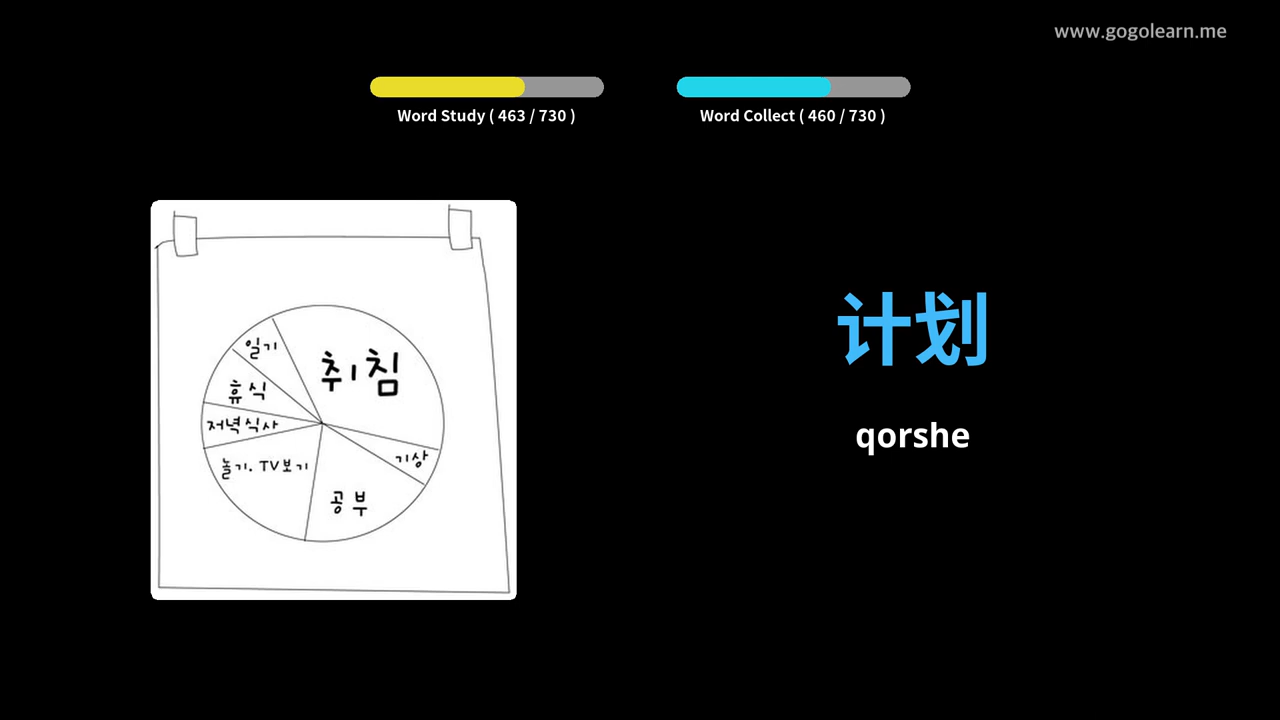 www.gogolearn.me
Word Study ( 463 / 730 )
Word Collect ( 460 / 730 )
일기
취침
휴식
저녁식사
기상
놀기. TV보기
공부
计划
qorshe